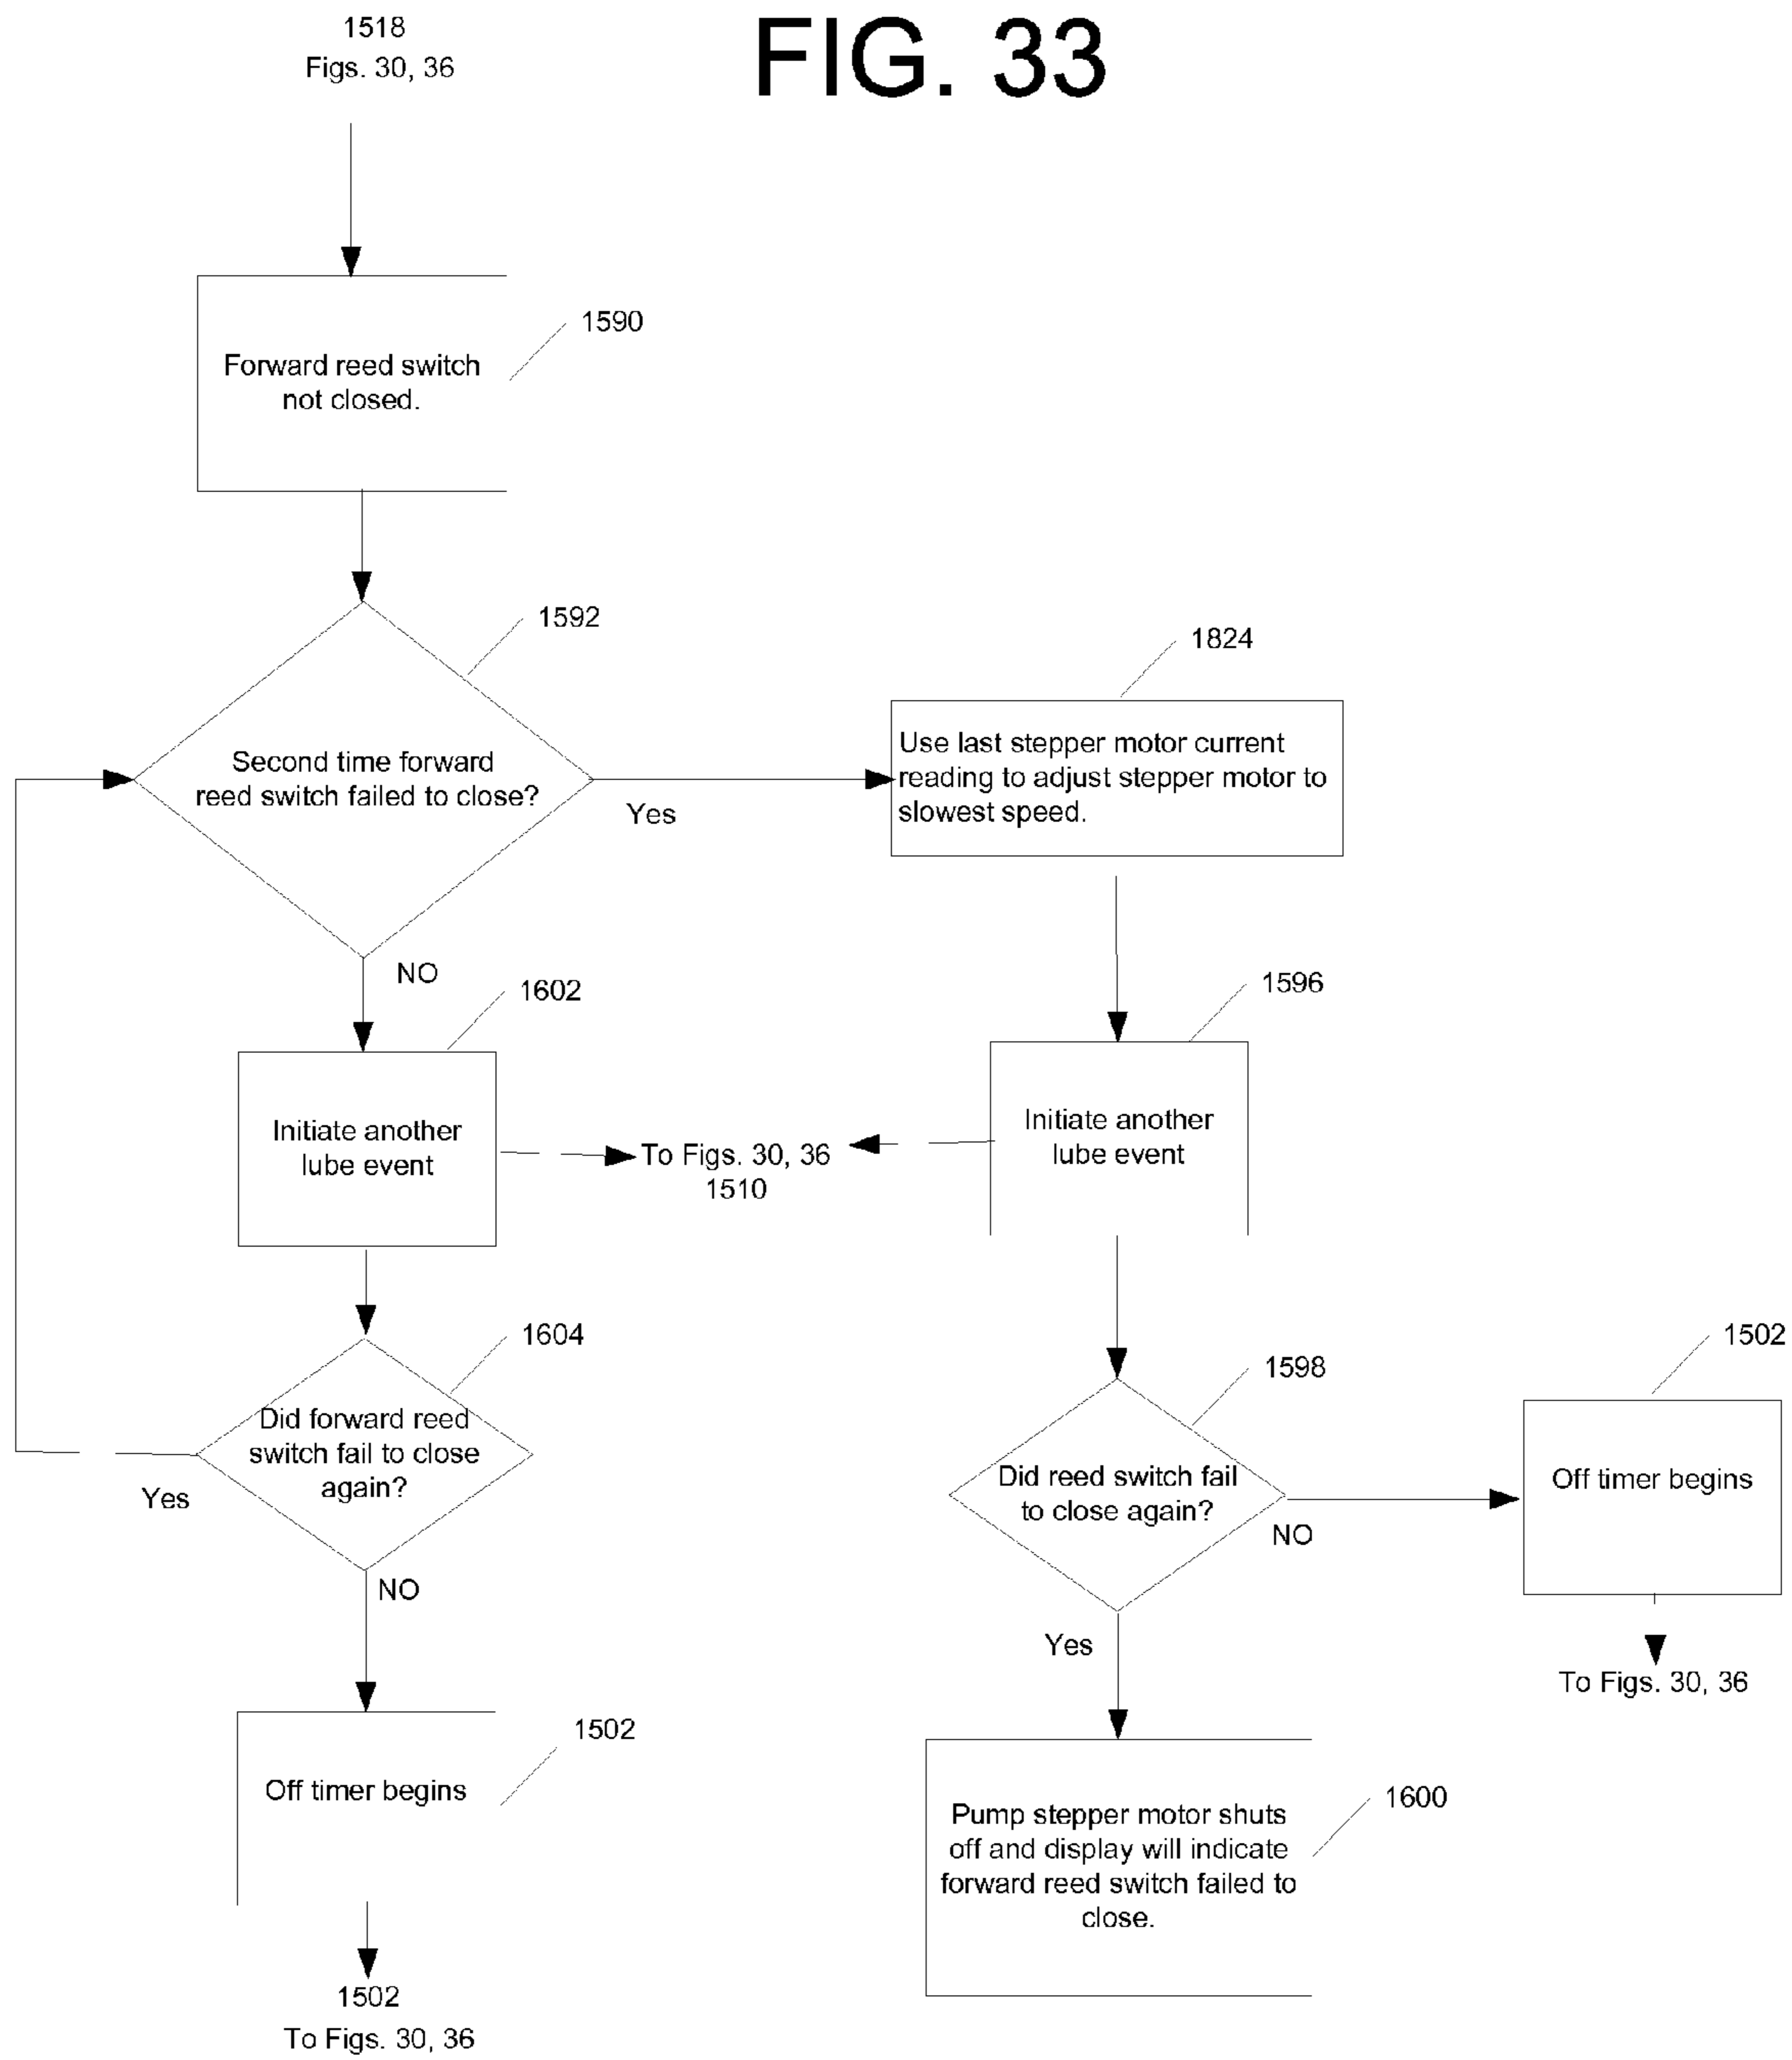 1518
Figs. 30, 36
FIG. 33
1590
Forward reed switch
not closed.
1592
Second time forward
reed switch failed to close?
Yes
NO
1824
Use last stepper motor current
reading to adjust stepper motor to
slowest speed.
1602
Initiate another
lube event
To Figs. 30, 36
1510
1596
Initiate another
lube event
1604
Did forward reed
switch fail to close
again?
Yes
NO
1598
Did reed switch fail
to close again?
NO
Yes
1502
Off timer begins
To Figs. 30, 36
1502
Off timer begins
1502
To Figs. 30, 36
1600
Pump stepper motor shuts
off and display will indicate
forward reed switch failed to
close.